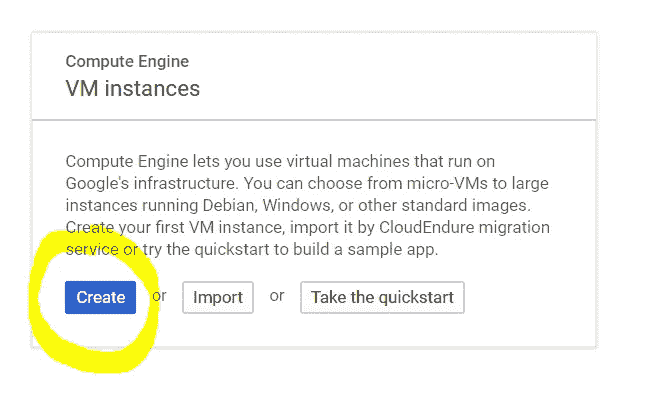 Compute Engine
VM instances
Compute Engine lets you use virtual machines that run on
Google's infrastructure. You can choose from micro-VMs to large
instances running Debian, Windows, or other standard images.
Create your first VM instance, import it by CloudEndure migration
service or try the quickstart to build a sample app.
Create or Import or Take the quickstart